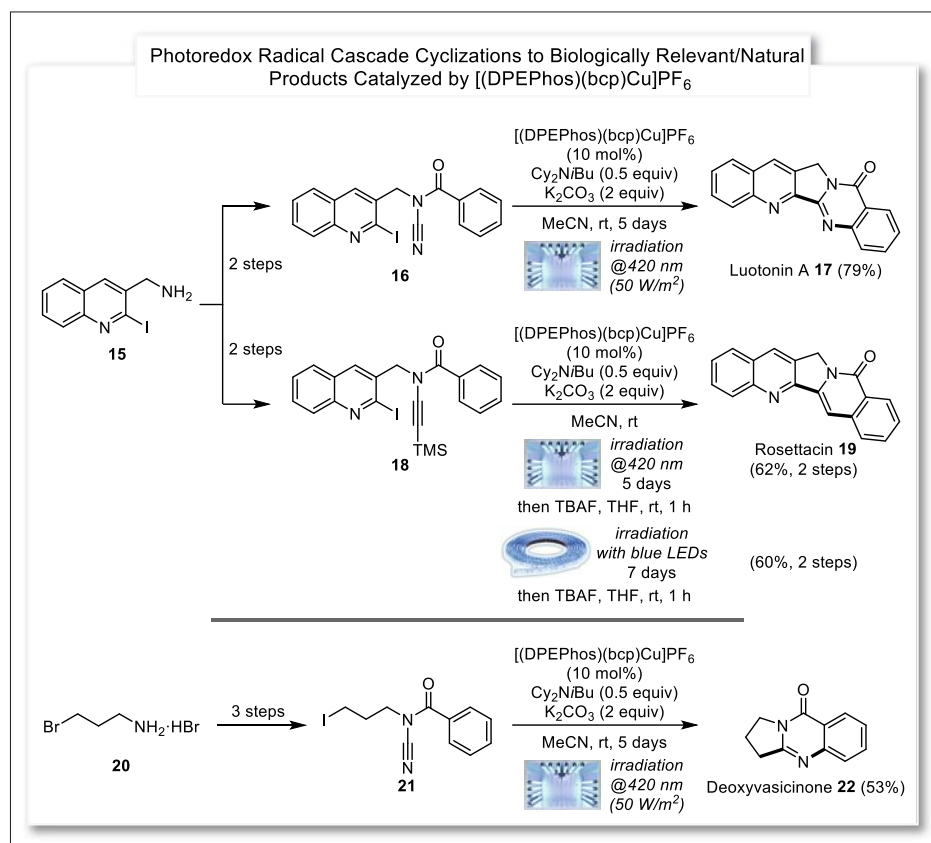 Photoredox Radical Cascade Cyclizations to Biologically Relevant/Natural
Products Catalyzed by [(DPEPhos)(bcp)Cu]PF6
[(DPEPhos)(bcp)Cu]PF6
(10 mol%)
Cy2NiBu (0.5 equiv)
K2CO3 (2 equiv)
MeCN, rt, 5 days
irradiation
@420 nm
(50 W/m2)
O
N
N
I
N
16
O
N
N
N
Luotonin A 17 (79%)
2 steps
NH2
N
I
15
2 steps
[(DPEPhos)(bcp)Cu]PF6
(10 mol%)
Cy2NiBu (0.5 equiv)
K2CO3 (2 equiv)
MeCN, rt
irradiation
@420 nm
5 days
then TBAF, THF, rt, 1 h
O
N
N
I
TMS
18
O
N
N
Rosettacin 19
(62%, 2 steps)
irradiation
with blue LEDs
7 days
then TBAF, THF, rt, 1 h
(60%, 2 steps)
Br
NH2·HBr
20
3 steps
O
I
N
N
21
[(DPEPhos)(bcp)Cu]PF6
(10 mol%)
Cy2NiBu (0.5 equiv)
K2CO3 (2 equiv)
MeCN, rt, 5 days
irradiation
@420 nm
(50 W/m2)
O
N
N
Deoxyvasicinone 22 (53%)